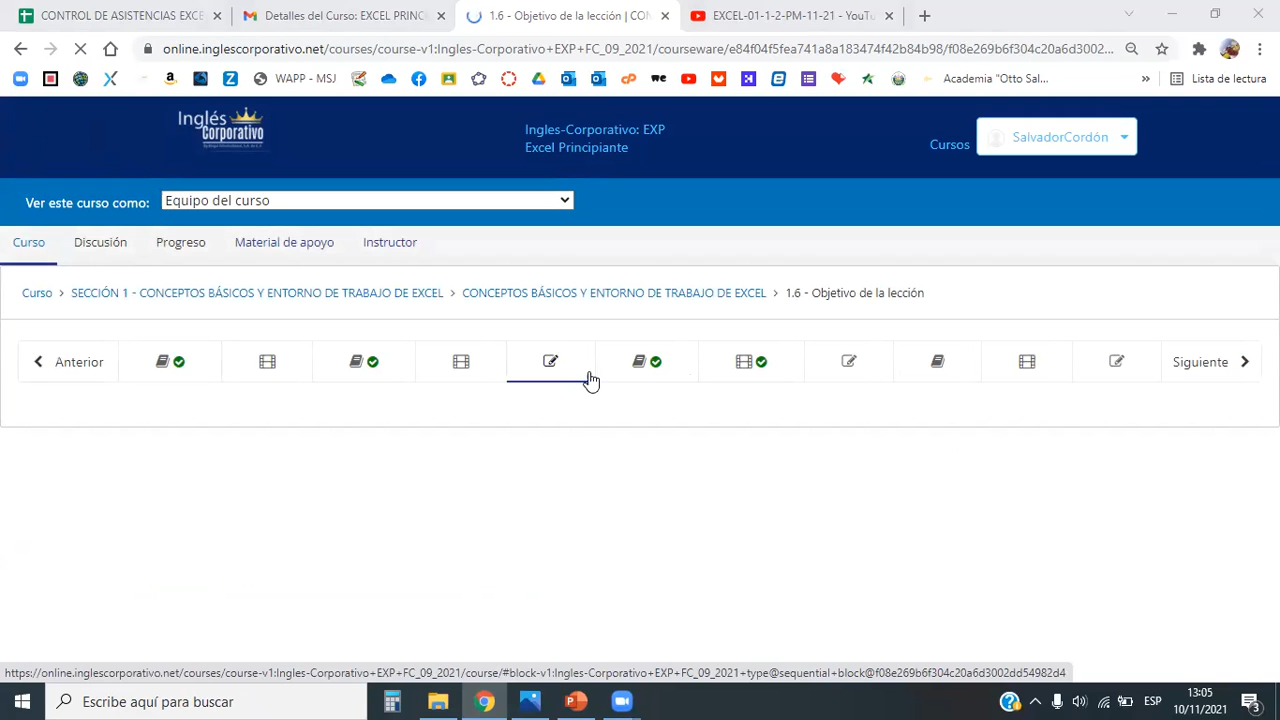 CONTROL DE ASISTENCIAS EXCE
Detalles del Curso: EXCEL PRINC
1.6 - Objetivo de la lección | CON
EXCEL-01-1-2-PM-11-21 - YouTu
online.inglescorporativo.net/courses/course-v1:Ingles-Corporativo+EXP+FC_09_2021/courseware/e84f04f5fea741a8a183474f42b84b98/f08e269b6f304c20a6d3002...
WAPP - MSJ
Academia "Otto Sal...
»
Lista de lectura
Inglés
Corporativo
Ingles-Corporativo: EXP
Excel Principiante
Cursos
SalvadorCordón
Ver este curso como:
Equipo del curso
Curso
Discusión
Progreso
Material de apoyo
Instructor
Curso > SECCIÓN 1 - CONCEPTOS BÁSICOS Y ENTORNO DE TRABAJO DE EXCEL > CONCEPTOS BÁSICOS Y ENTORNO DE TRABAJO DE EXCEL > 1.6 - Objetivo de la lección
Anterior
Siguiente
https://online.inglescorporativo.net/courses/course-v1:Ingles-Corporativo+EXP+FC_09_2021/course/#block-v1:Ingles-Corporativo+EXP+FC_09_2021+type@sequential+block@f08e269b6f304c20a6d3002dd54982d4
Escribe aquí para buscar
ESP
13:05
10/11/2021
3